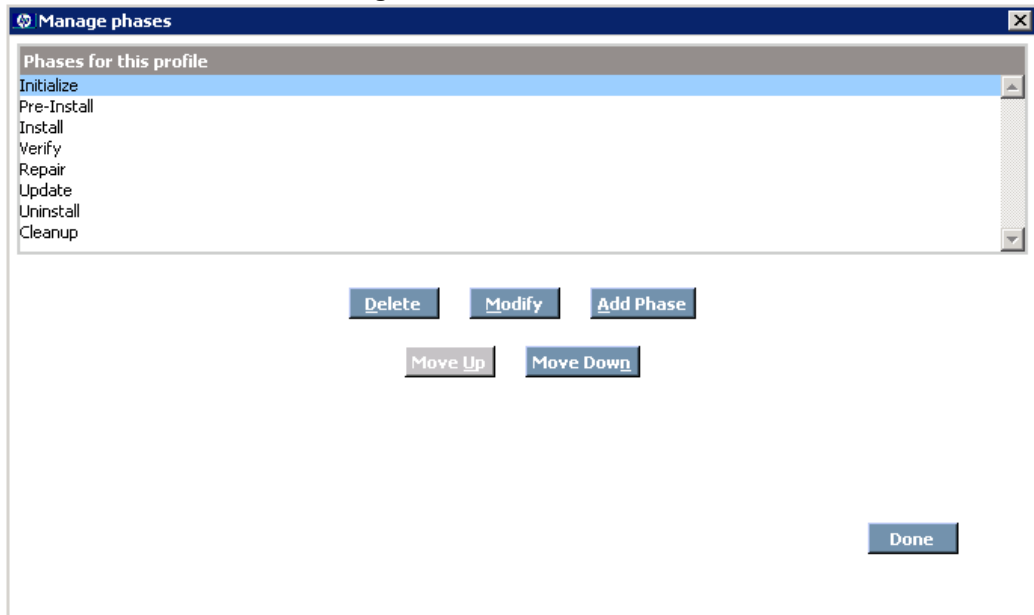 Manage phases
Phases for this profile
Initialize
Pre-Install
Install
Verify
Repair
Update
Uninstall
Cleanup
Delete Modify Add Phase
Move Up Move Down
Done